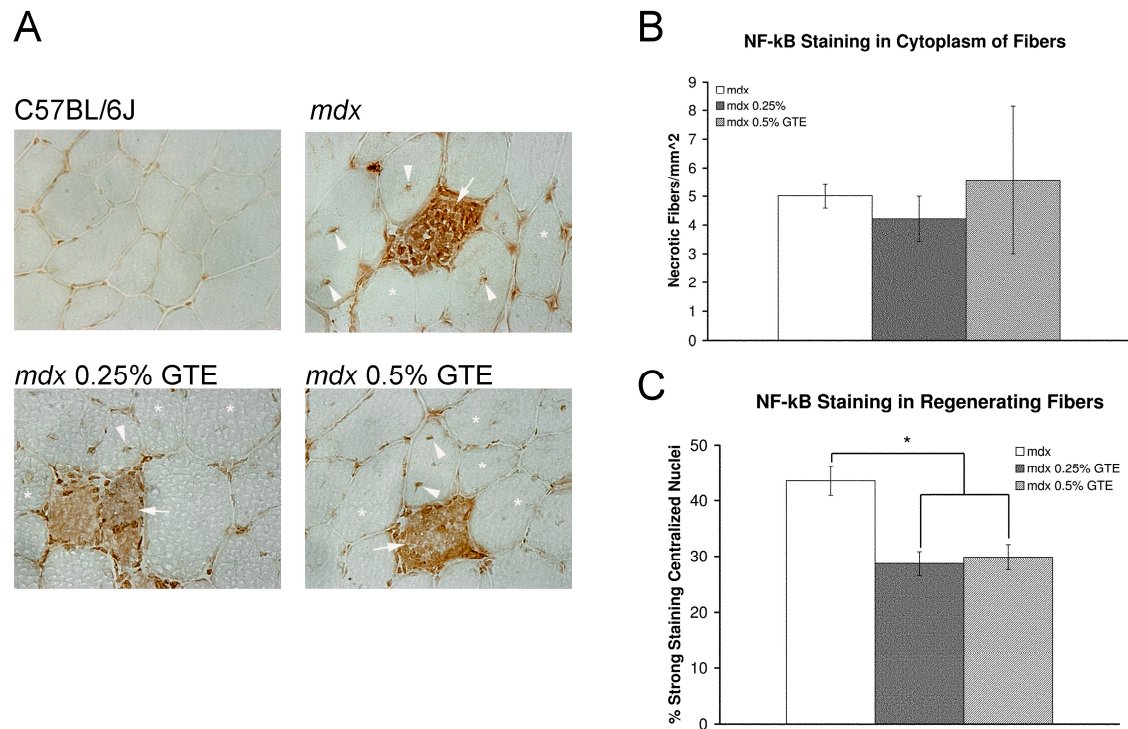 A
C57BL/6J
mdx
mdx 0.25% GTE
mdx 0.5% GTE
*
*
*
*
*
*
*
*
*
B
NF-kB Staining in Cytoplasm of Fibers
Necrotic Fibers/mm^2
9
8
7
6
5
4
3
2
1
0
mdx
mdx 0.25%
mdx 0.5% GTE
C
NF-kB Staining in Regenerating Fibers
% Strong Staining Centralized Nuclei
50
40
30
20
10
0
*
mdx
mdx 0.25% GTE
mdx 0.5% GTE